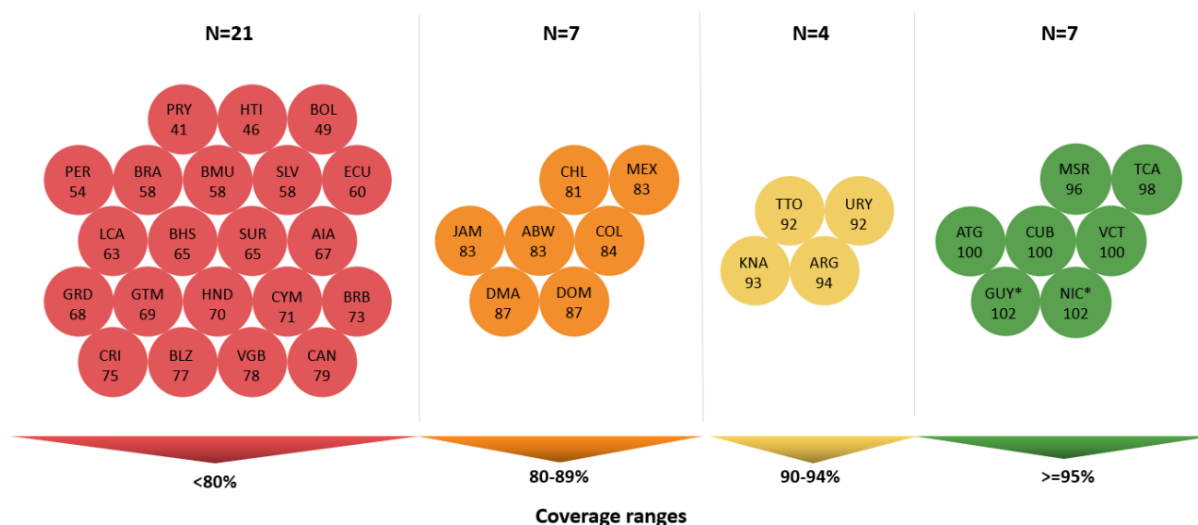 N=21
N=7
N=4
N=7
PRY
41
HTI
46
BOL
49
PER
54
BRA
58
BMU
58
SLV
58
ECU
60
LCA
63
BHS
65
SUR
65
AIA
67
GRD
68
GTM
69
HND
70
CYM
71
BRB
73
CRI
75
BLZ
77
VGB
78
CAN
79
CHL
81
MEX
83
JAM
83
ABW
83
COL
84
DMA
87
DOM
87
TTO
92
URY
92
KNA
93
ARG
94
MSR
96
TCA
98
ATG
100
CUB
100
VCT
100
GUY*
102
NIC*
102
<80%
80-89%
90-94%
>=95%
Coverage ranges